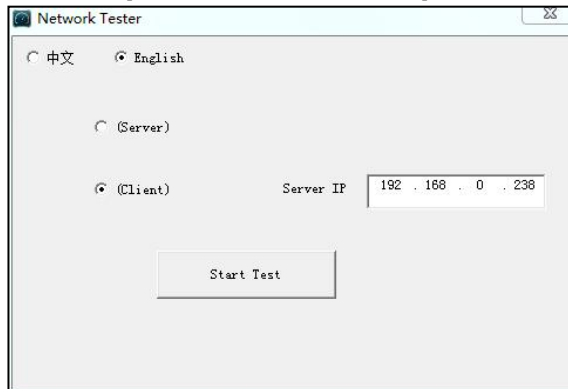 Network Tester
中文 English
(Server)
(Client) Server IP 192 . 168 . 0 . 238
Start Test